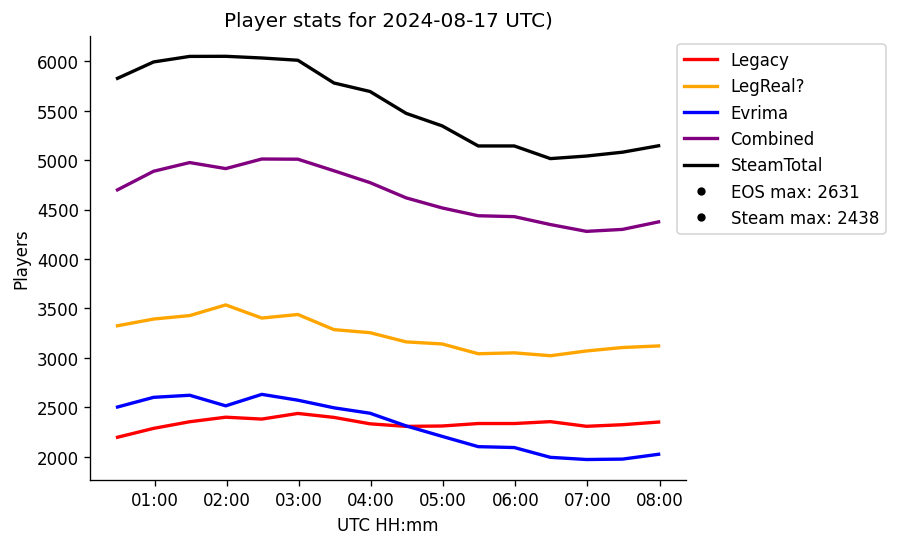 Player stats for 2024-08-17 UTC)
Legacy
LegReal?
Evrima
Combined
SteamTotal
EOS max: 2631
Steam max: 2438
Players
6000
5500
5000
4500
4000
3500
3000
2500
2000
01:00 02:00 03:00 04:00 05:00 06:00 07:00 08:00
UTC HH:mm